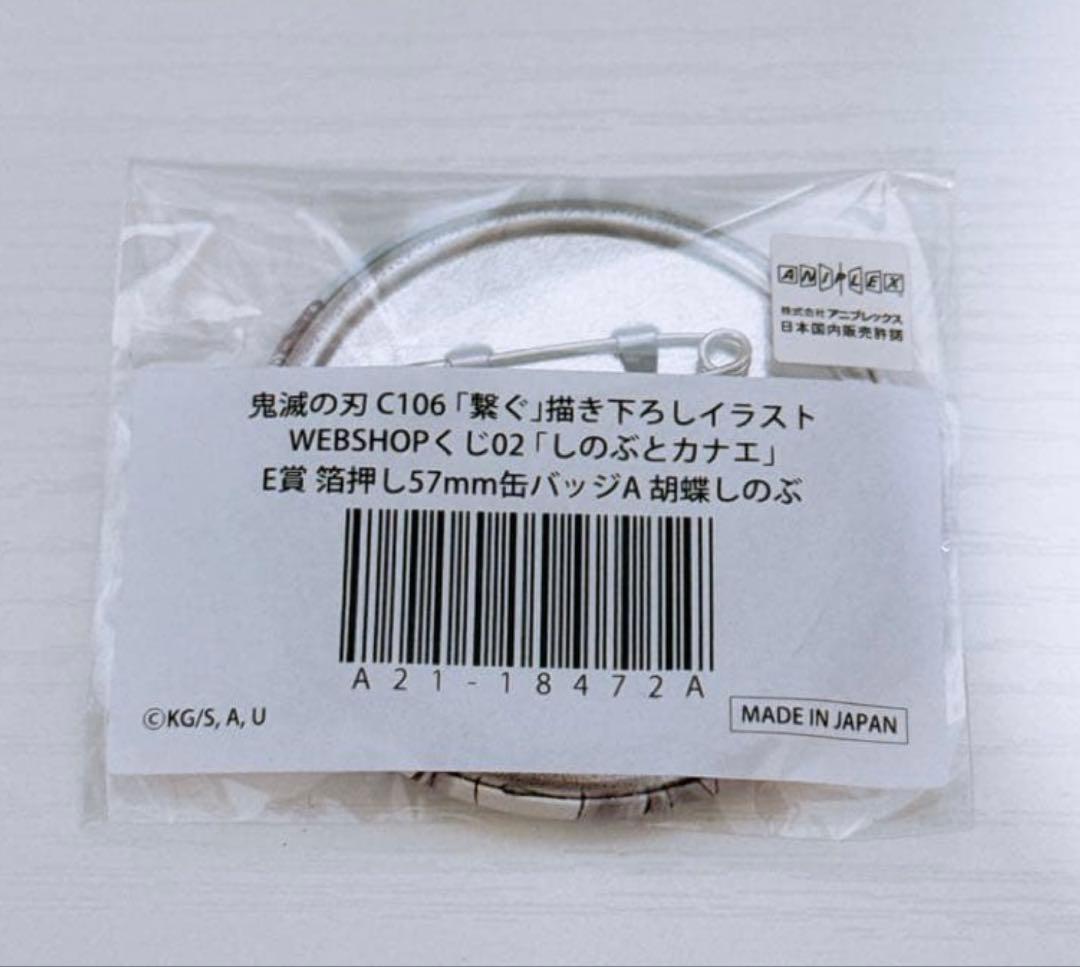 ANIPLEX
株式会社アニプレックス
日本国内販売許諾
鬼滅の刃 C106「繋ぐ」描き下ろしイラスト
WEBSHOPくじ02「しのぶとカナエ」
E賞 箔押し57mm缶バッジA 胡蝶しのぶ
A21-18472A
©KG/S, A, U
MADE IN JAPAN